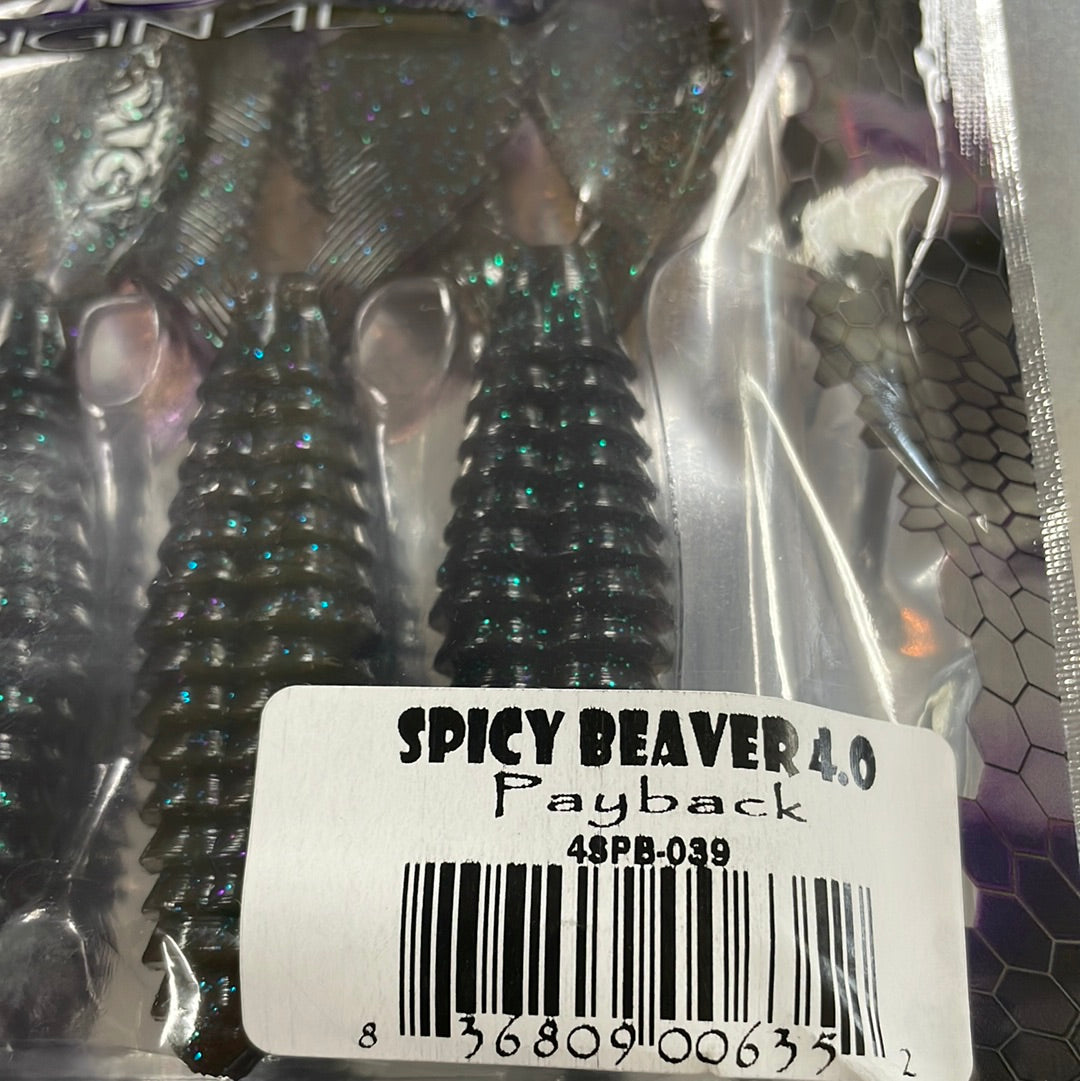 SPICY BEAVER 4.0
Payback
4SPB-039
8 36809 00635 2